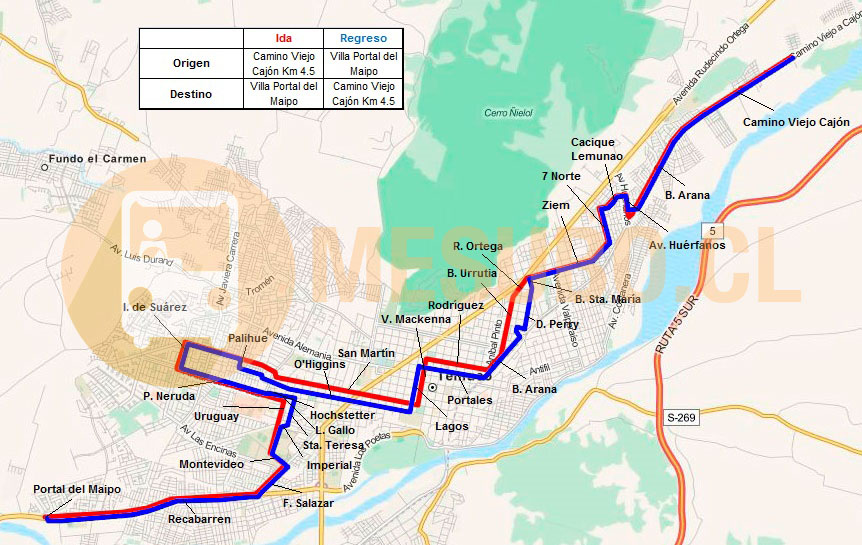 Ida
Regreso
Origen
Camino Viejo
Cajón Km 4.5
Villa Portal del
Maipo
Destino
Villa Portal del
Maipo
Camino Viejo
Cajón Km 4.5
Avenida Rudecindo Ortega
Camino Viejo a Cajón
Cerro Ñielol
Camino Viejo Cajón
Cacique
Lemunao
Fundo el Carmen
7 Norte
B. Arana
Ziem
5
Av. Huérfanos
R. Ortega
Av. Luis Durand
Av Javiera Carrera
B. Urrutia
MESUBO.CL
Tromén
B. Sta. Maria
Avenida Valparaíso
I. de Suárez
Rodriguez
V. Mackenna
D. Perry
RUTA 5 SUR
Palihue
Avenida Alemania
San Martín
Aníbal Pinto
O'Higgins
Antifil
Temuco
B. Arana
P. Neruda
Portales
Uruguay
Hochstetter
Lagos
S-269
L. Gallo
Sta. Teresa
Av Las Encinas
Avenida Los Poetas
Montevideo
Imperial
Portal del Maipo
F. Salazar
Recabarren